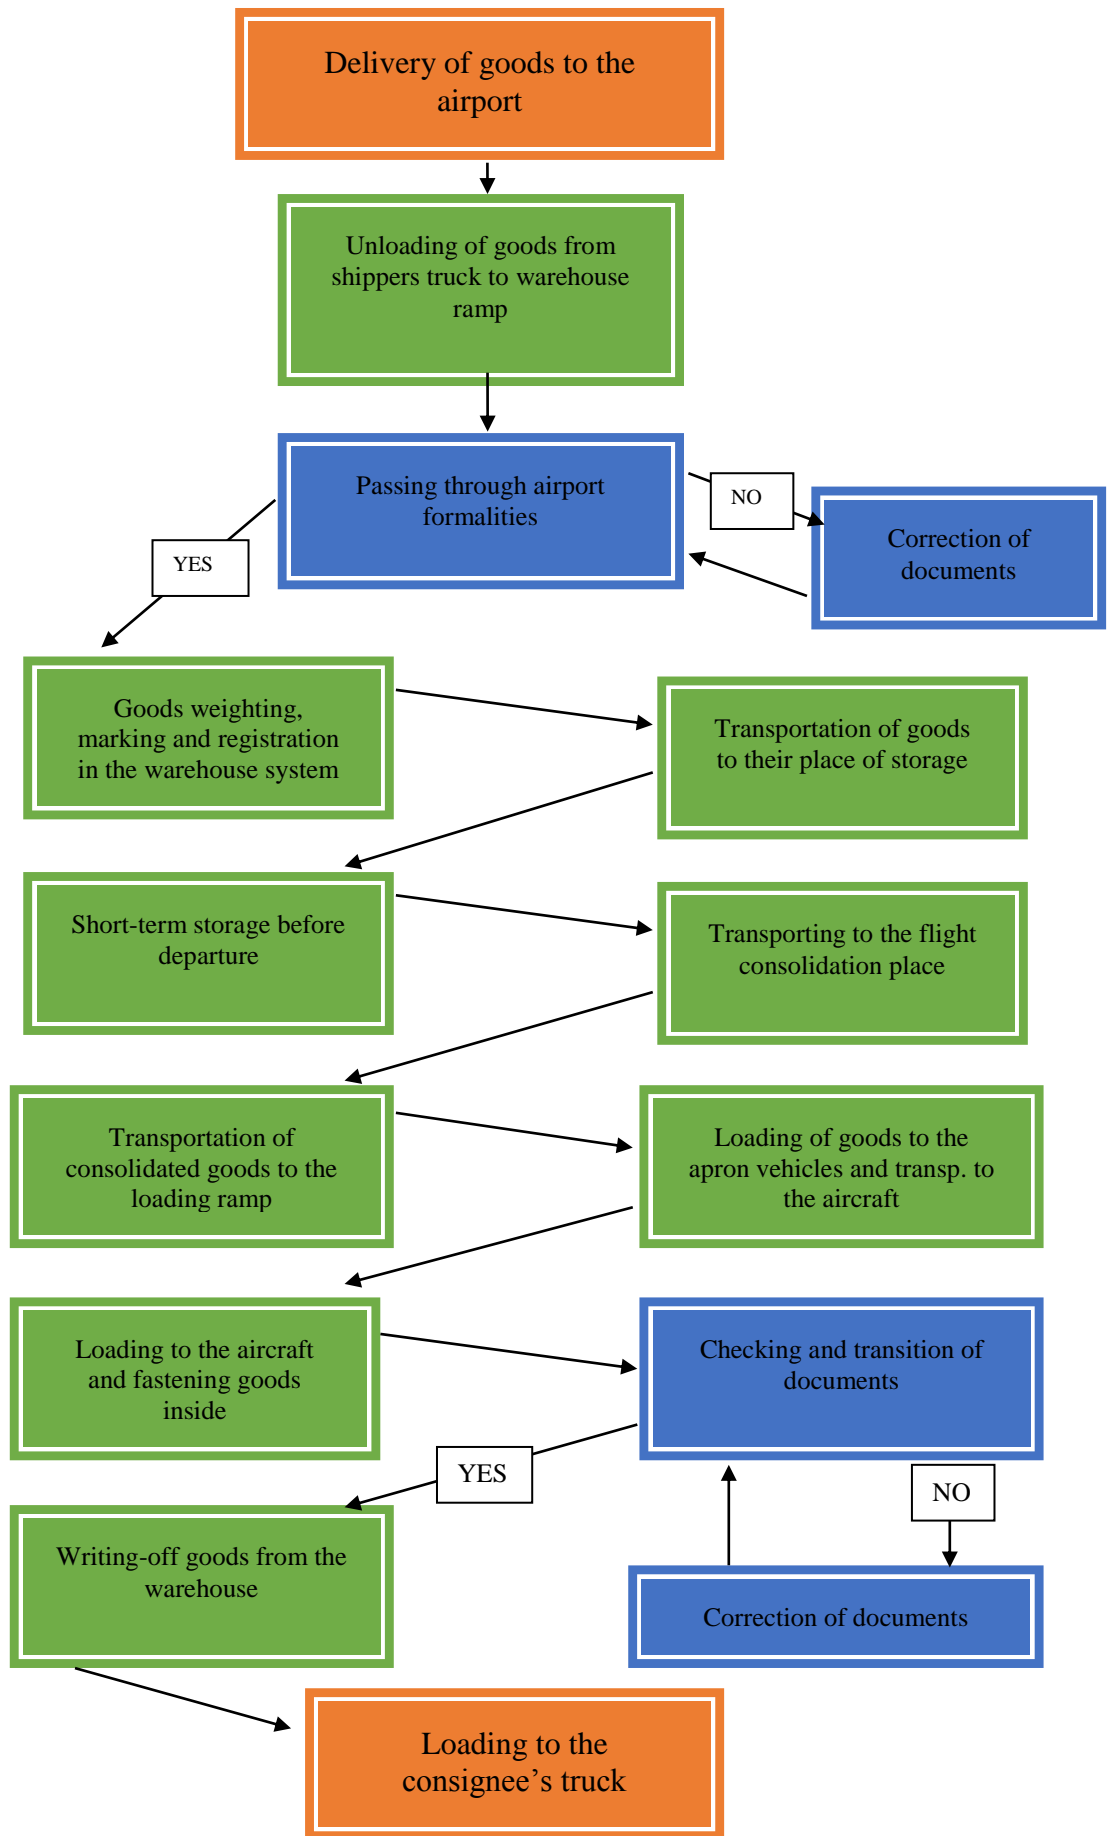 Delivery of goods to the
airport
Unloading of goods from
shippers truck to warehouse
ramp
Passing through airport
formalities
NO
Correction of
documents
YES
Goods weighting,
marking and registration
in the warehouse system
Transportation of goods
to their place of storage
Short-term storage before
departure
Transporting to the flight
consolidation place
Transportation of
consolidated goods to the
loading ramp
Loading of goods to the
apron vehicles and transp. to
the aircraft
Loading to the aircraft
and fastening goods
inside
Checking and transition of
documents
YES
NO
Writing-off goods from the
warehouse
Correction of documents
Loading to the
consignee’s truck